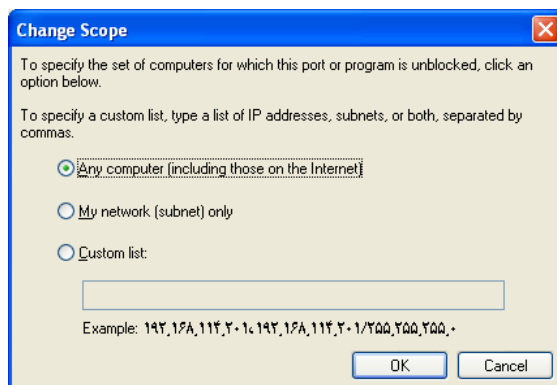 Change Scope
To specify the set of computers for which this port or program is unblocked, click an
option below.
To specify a custom list, type a list of IP addresses, subnets, or both, separated by
commas.
Any computer (including those on the Internet)
My network (subnet) only
Custom list:
Example: ۱۹۲,۱۶۸,۱۱۴,۲۰۱،۱۹۲,۱۶۸,۱۱۴,۲۰۱/۲۵۵,۲۵۵,۲۵۵,۰
OK Cancel